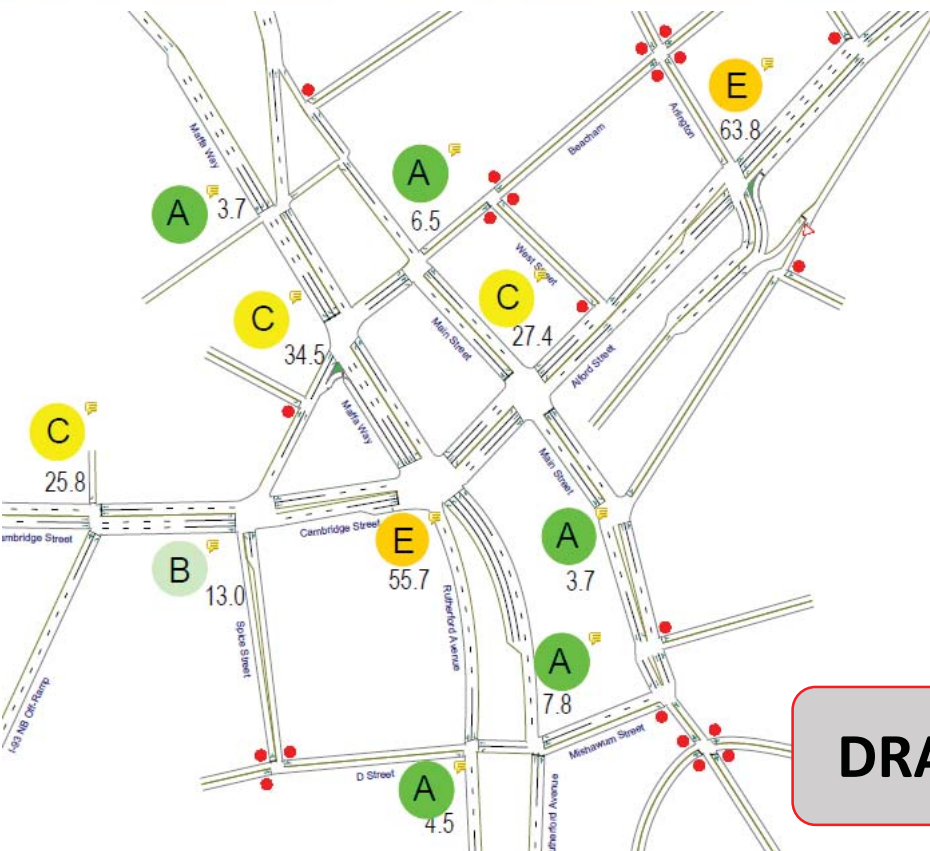 Maffa Way
A
3.7
A
6.5
Beacham
Arlington
E
63.8
West Street
C
34.5
C
27.4
Main Street
Alford Street
Maffa Way
C
25.8
ambridge Street
Cambridge Street
Main Street
B
13.0
E
55.7
A
3.7
Spice Street
Rutherford Avenue
A
7.8
I-93 NB Off-Ramp
Mishawum Street
D Street
A
4.5
utherford Avenue
DRA